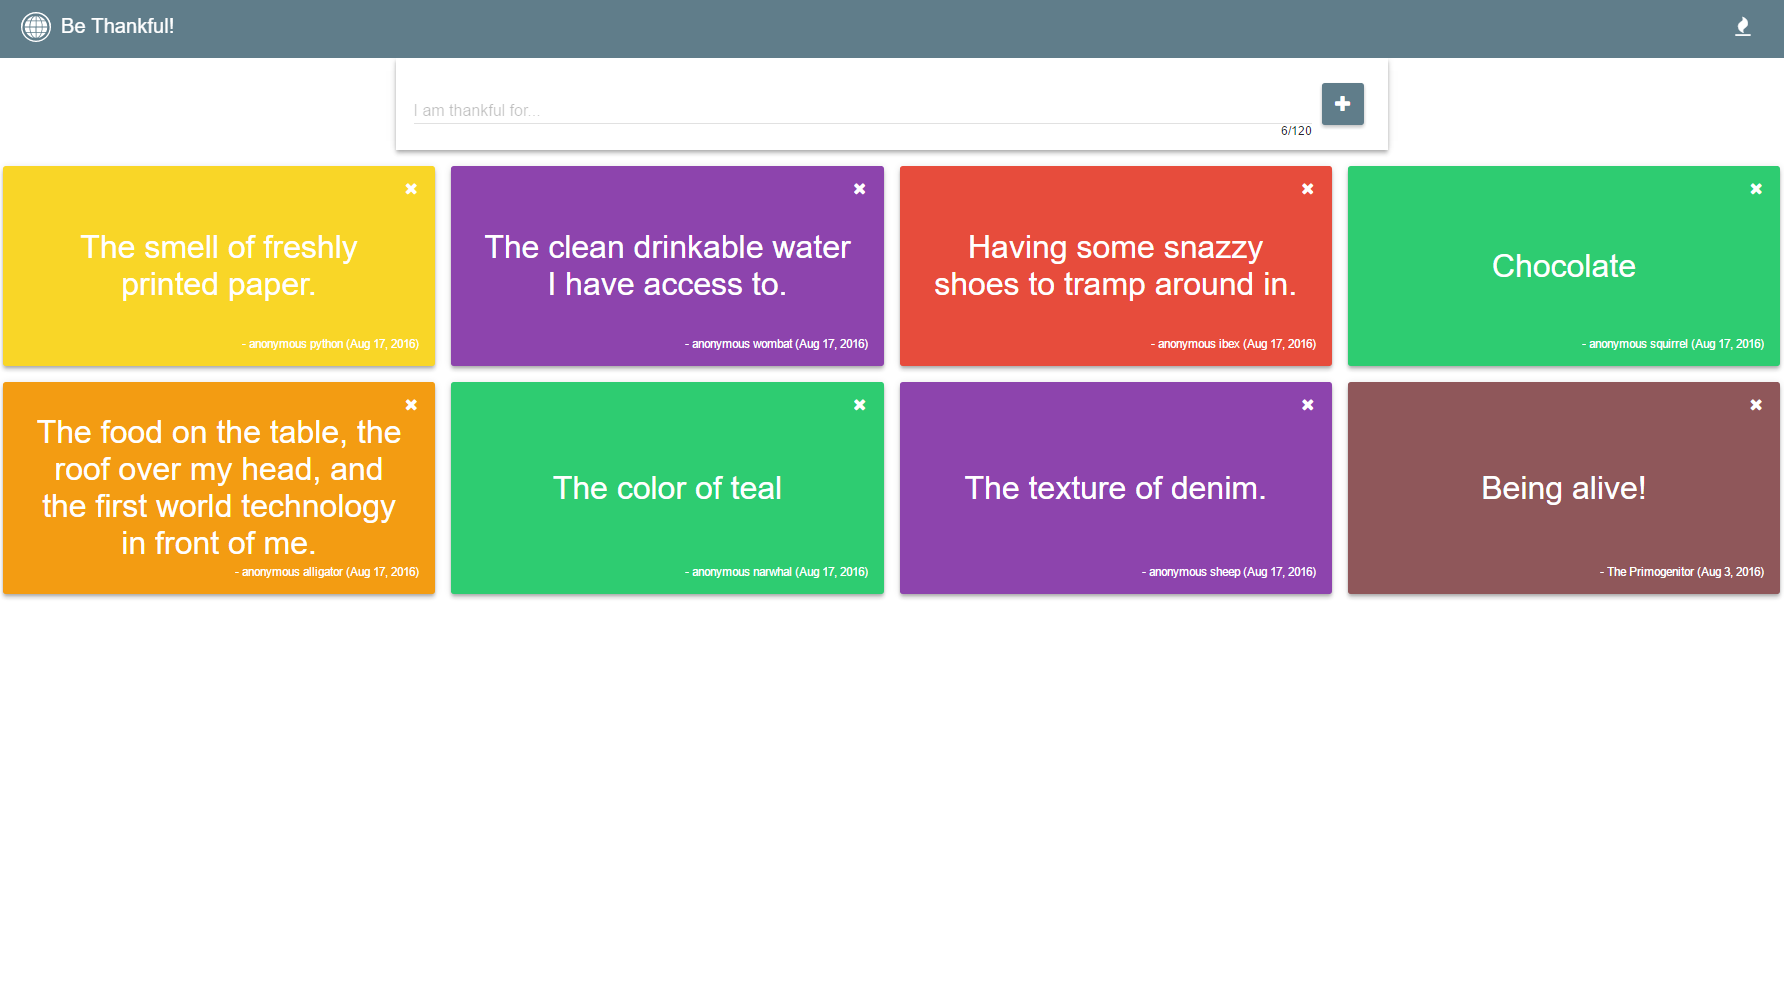 Be Thankful!
I am thankful for...
6/120
The smell of freshly
printed paper.
- anonymous python (Aug 17, 2016)
The clean drinkable water
I have access to.
- anonymous wombat (Aug 17, 2016)
Having some snazzy
shoes to tramp around in.
- anonymous ibex (Aug 17, 2016)
Chocolate
- anonymous squirrel (Aug 17, 2016)
The food on the table, the
roof over my head, and
the first world technology
in front of me.
- anonymous alligator (Aug 17, 2016)
The color of teal
- anonymous narwhal (Aug 17, 2016)
The texture of denim.
- anonymous sheep (Aug 17, 2016)
Being alive!
- The Primogenitor (Aug 3, 2016)